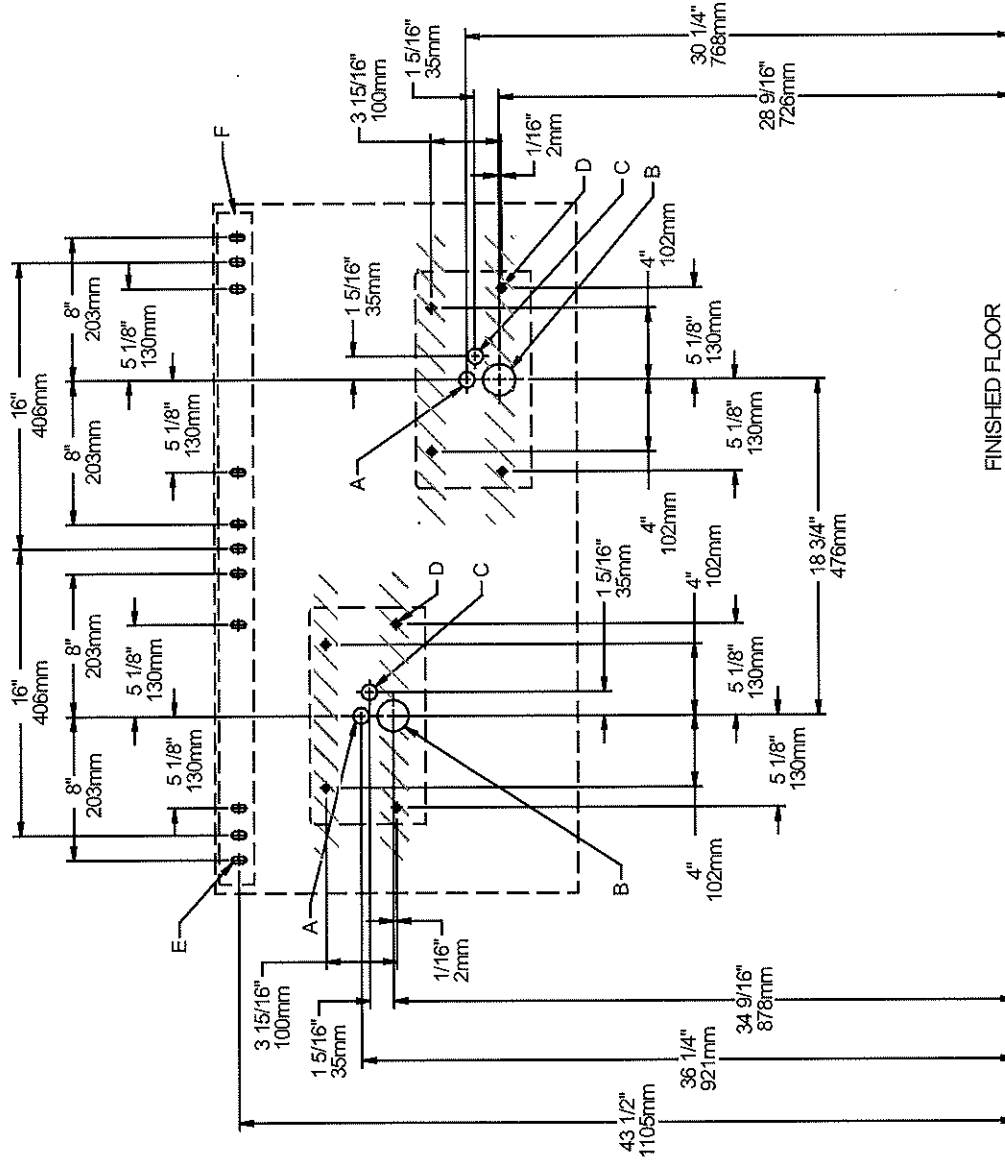 16"
406mm
16"
406mm
8"
203mm
8"
203mm
8"
203mm
8"
203mm
5 1/8"
130mm
5 1/8"
130mm
5 1/8"
130mm
5 1/8"
130mm
E
F
A
A
B
C
D
D
C
B
3 15/16"
100mm
1 5/16"
35mm
1/16"
2mm
1 5/16"
35mm
3 15/16"
100mm
1 5/16"
35mm
1/16"
2mm
4"
102mm
5 1/8"
130mm
4"
102mm
5 1/8"
130mm
1 5/16"
35mm
4"
102mm
5 1/8"
130mm
4"
102mm
5 1/8"
130mm
18 3/4"
476mm
43 1/2"
1105mm
36 1/4"
921mm
34 9/16"
878mm
28 9/16"
726mm
30 1/4"
768mm
FINISHED FLOOR